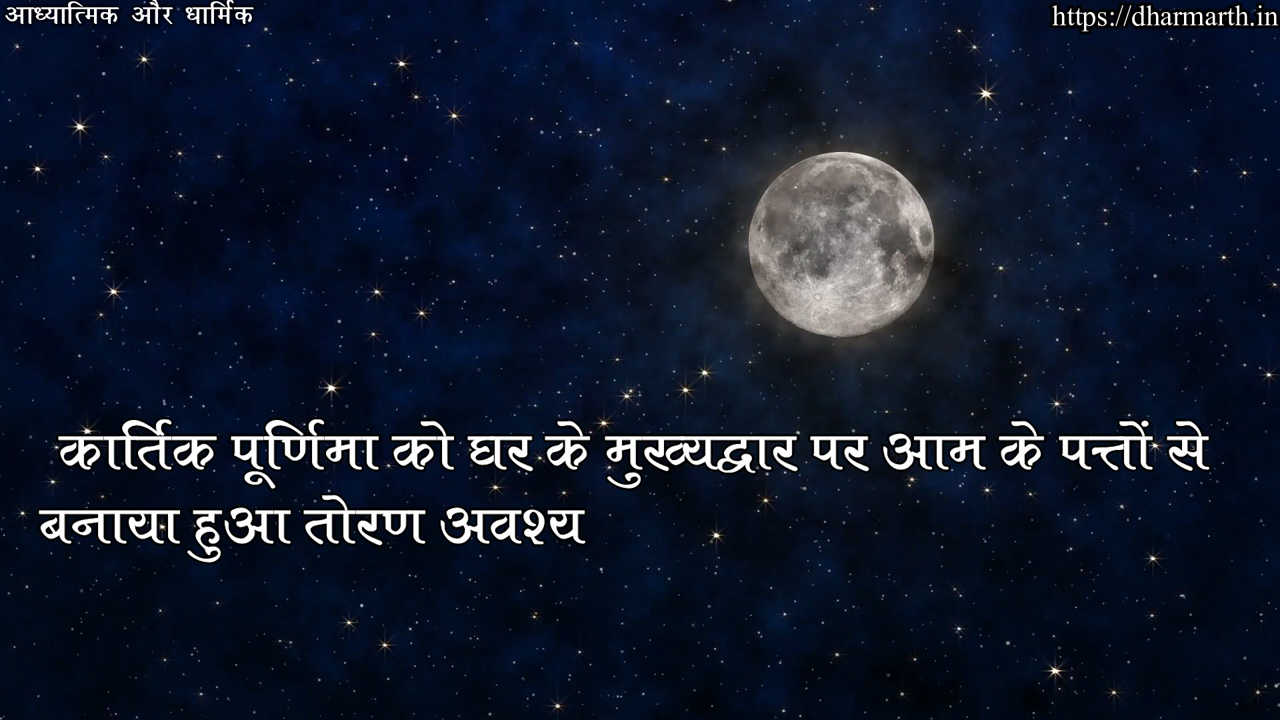 आध्यात्मिक और धार्मिक
https://dharmarth.in
कार्तिक पूर्णिमा को घर के मुख्यद्वार पर आम के पत्तों से
बनाया हुआ तोरण अवश्य